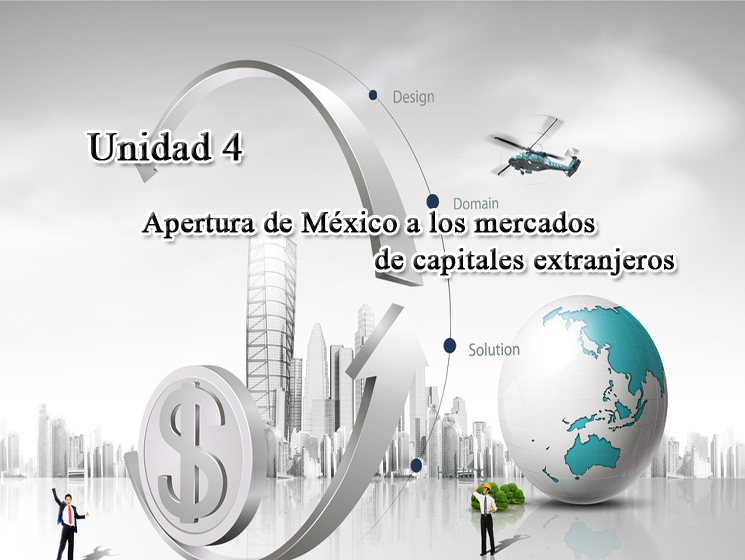 Design
Unidad 4
Domain
Apertura de México a los mercados
de capitales extranjeros
Solution